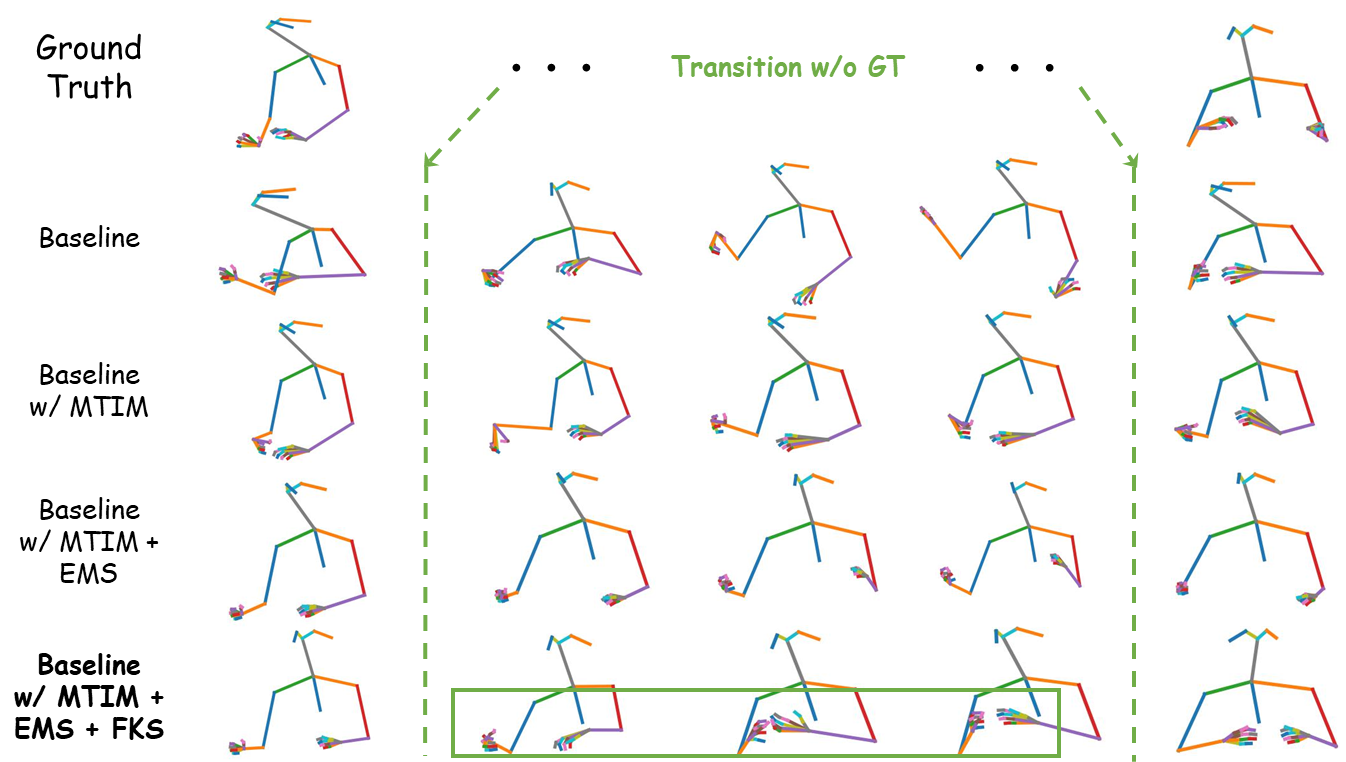 Ground
Truth
• • •
Transition w/o GT
• • •
Baseline
Baseline
w/ MTIM
Baseline
w/ MTIM +
EMS
Baseline
w/ MTIM +
EMS + FKS